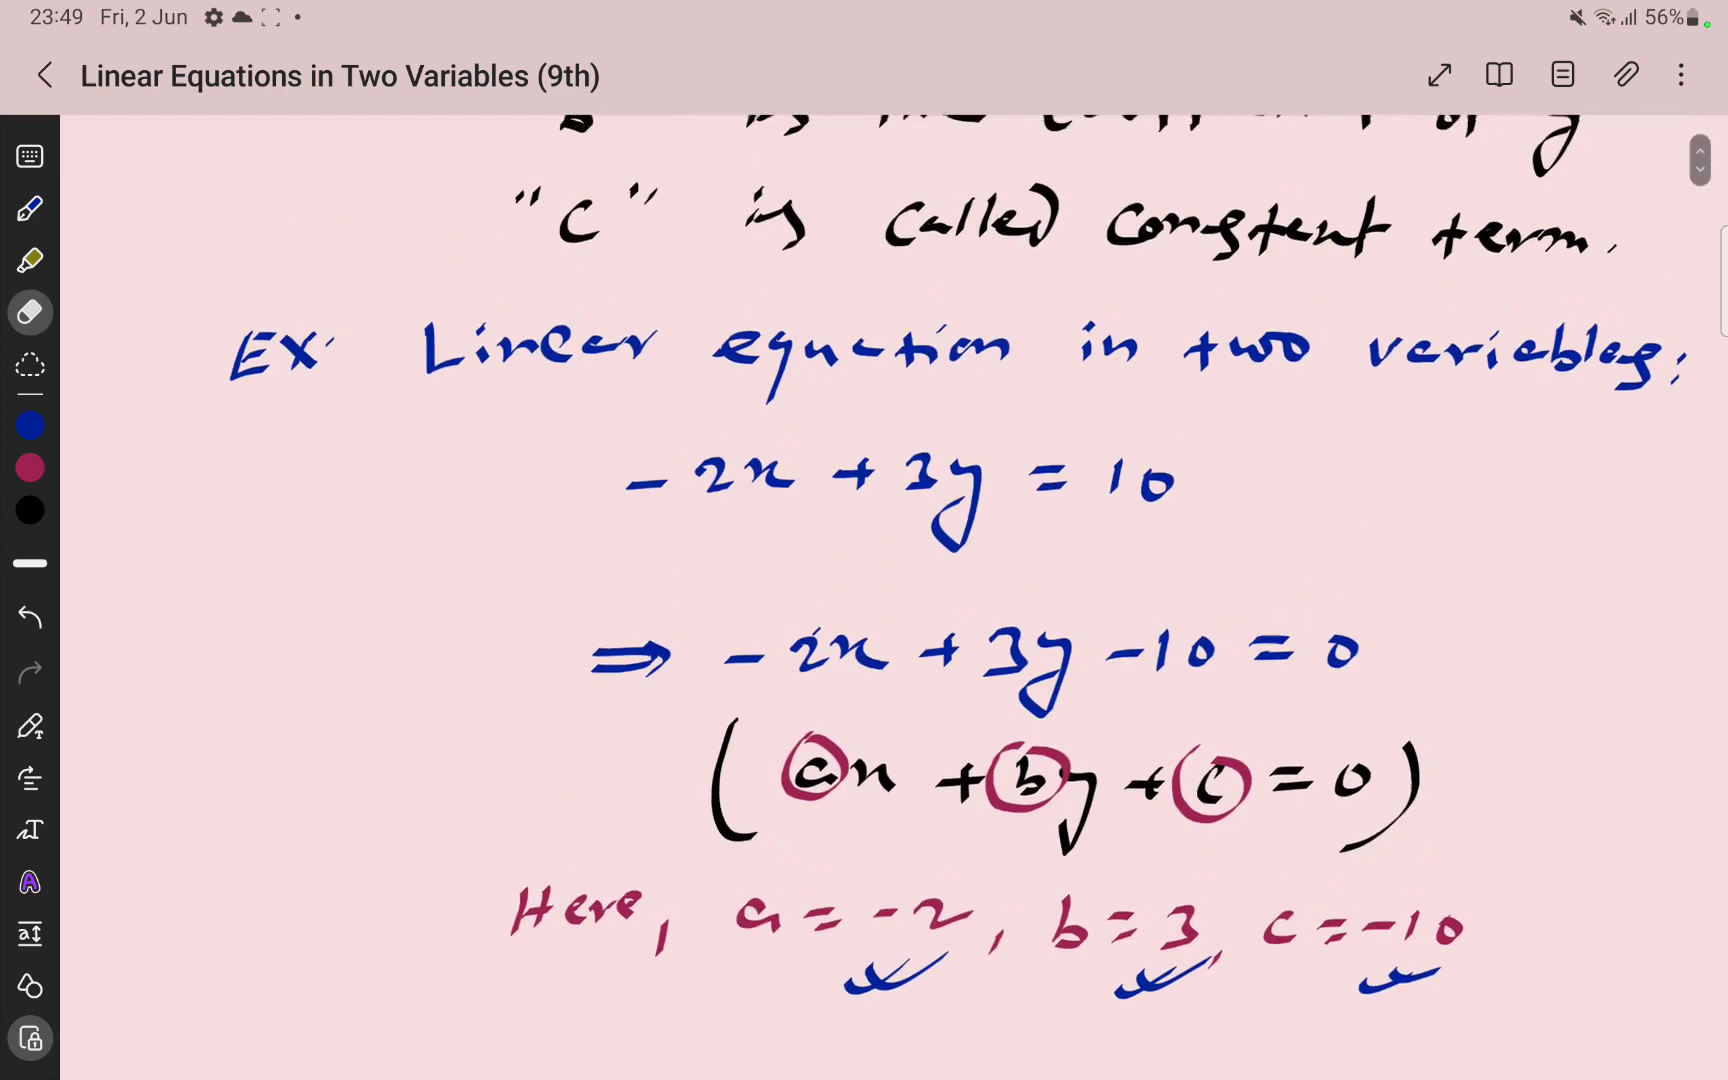 23:49 Fri, 2 Jun 56%
Linear Equations in Two Variables (9th)
"c" is called constent term.
EX: Linear equation in two variables:
- 2x + 3y = 10
⇒ - 2x + 3y - 10 = 0
( ax + by + c = 0 )
Here, a = -2, b = 3, c = -10